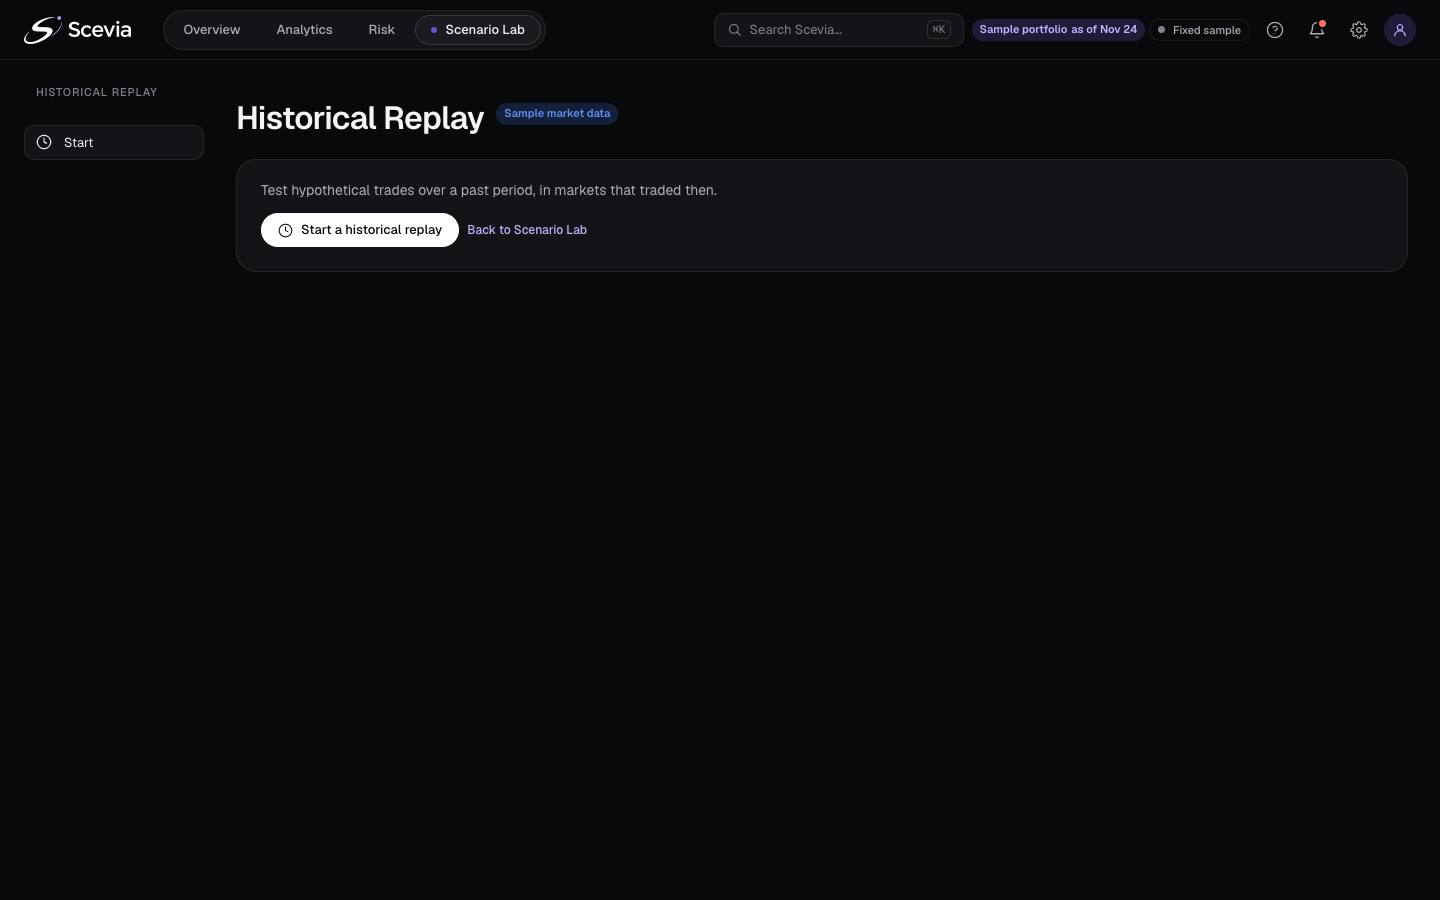 Scevia
Overview
Analytics
Risk
Scenario Lab
Search Scevia...
⌘K
Sample portfolio as of Nov 24
Fixed sample
HISTORICAL REPLAY
Start
Historical Replay
Sample market data
Test hypothetical trades over a past period, in markets that traded then.
Start a historical replay
Back to Scenario Lab